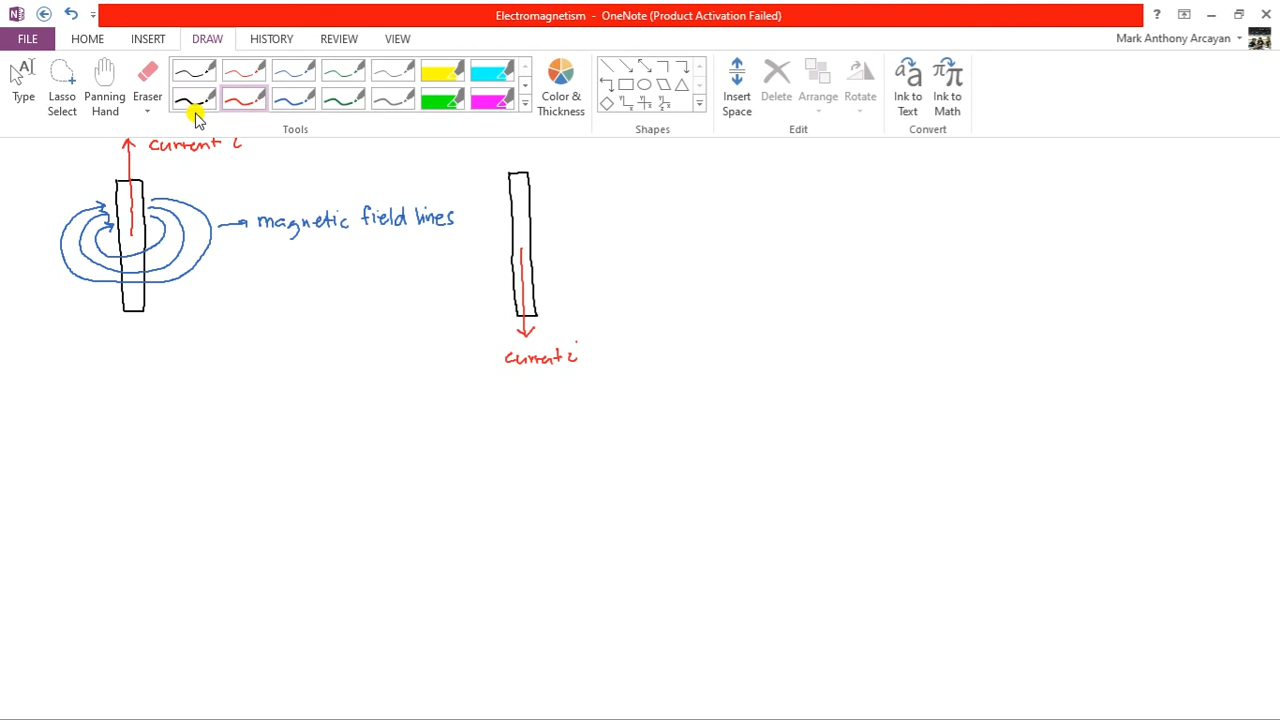 Electromagnetism - OneNote (Product Activation Failed)
?
FILE HOME INSERT DRAW HISTORY REVIEW VIEW
Mark Anthony Arcayan
Type
Lasso Select
Panning Hand
Eraser
Color & Thickness
Insert Space
Delete
Arrange
Rotate
Ink to Text
Ink to Math
Tools
Shapes
Edit
Convert
current i
magnetic field lines
current i